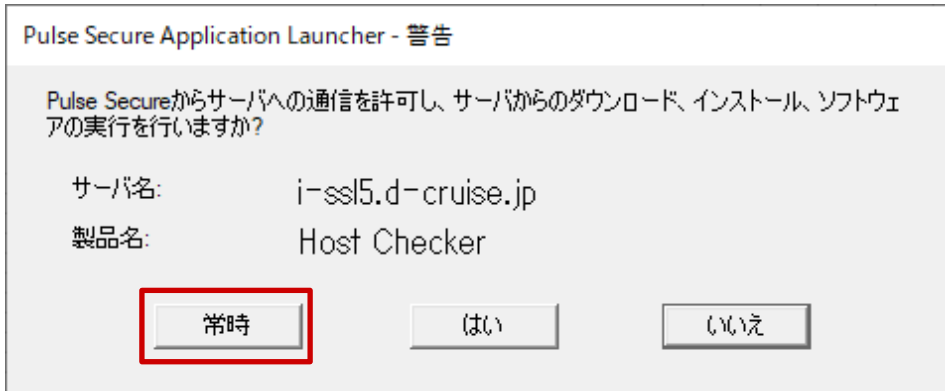 Pulse Secure Application Launcher - 警告
Pulse Secureからサーバへの通信を許可し、サーバからのダウンロード、インストール、ソフトウェ
アの実行を行いますか?
サーバ名: i-ssl5.d-cruise.jp
製品名: Host Checker
常時 はい いいえ